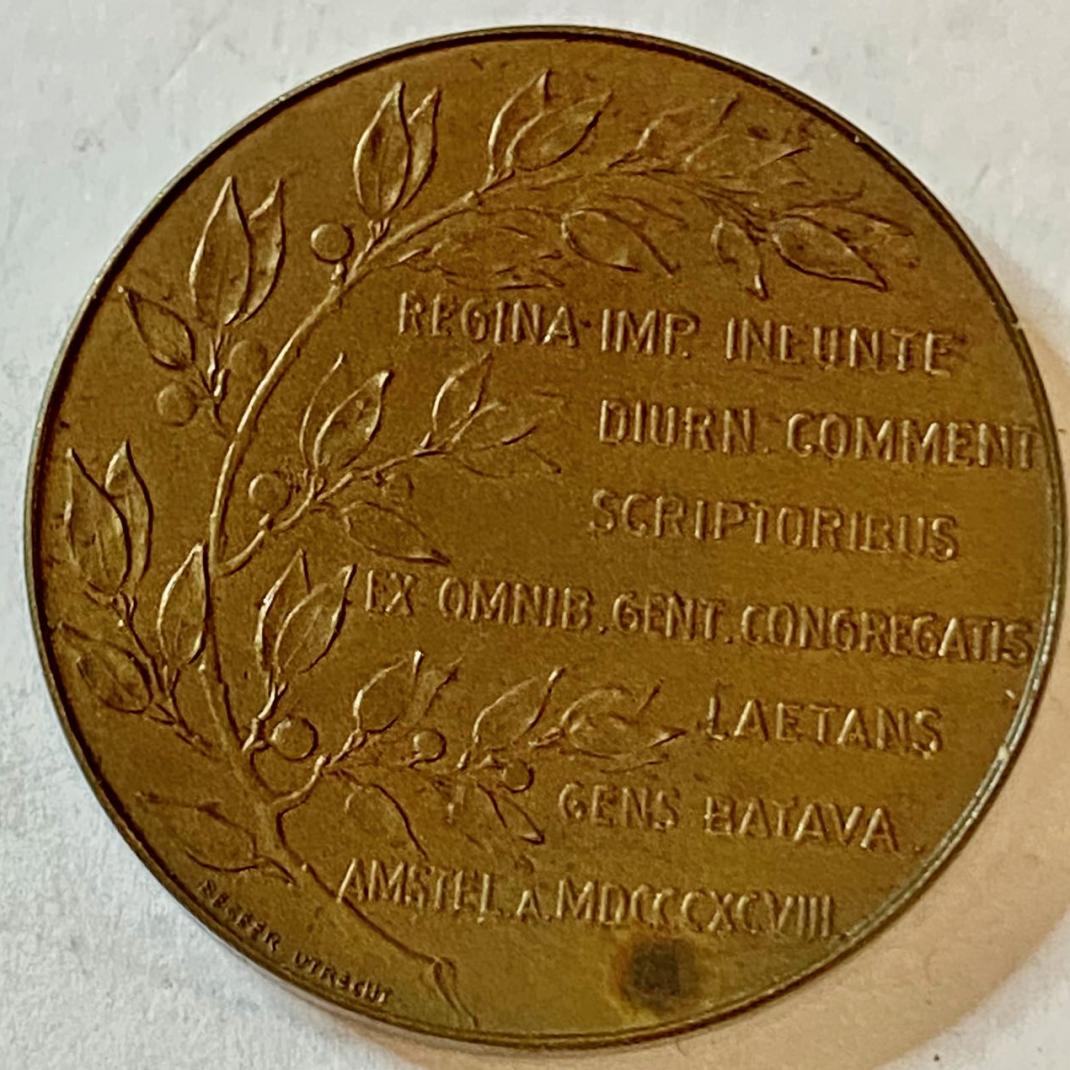 REGINA·IMP. INEUNTE
DIURN. COMMENT
SCRIPTORIBUS
EX OMNIB. GENT. CONGREGATIS
LAETANS
GENS BATAVA.
AMSTEL. A. MDCCCXCVIII.
BEGEER UTRECHT